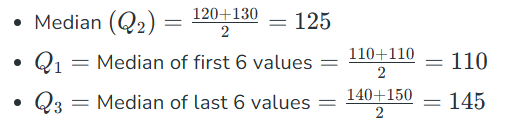 • Median (Q₂) = (120+130)/2 = 125
• Q₁ = Median of first 6 values = (110+110)/2 = 110
• Q₃ = Median of last 6 values = (140+150)/2 = 145